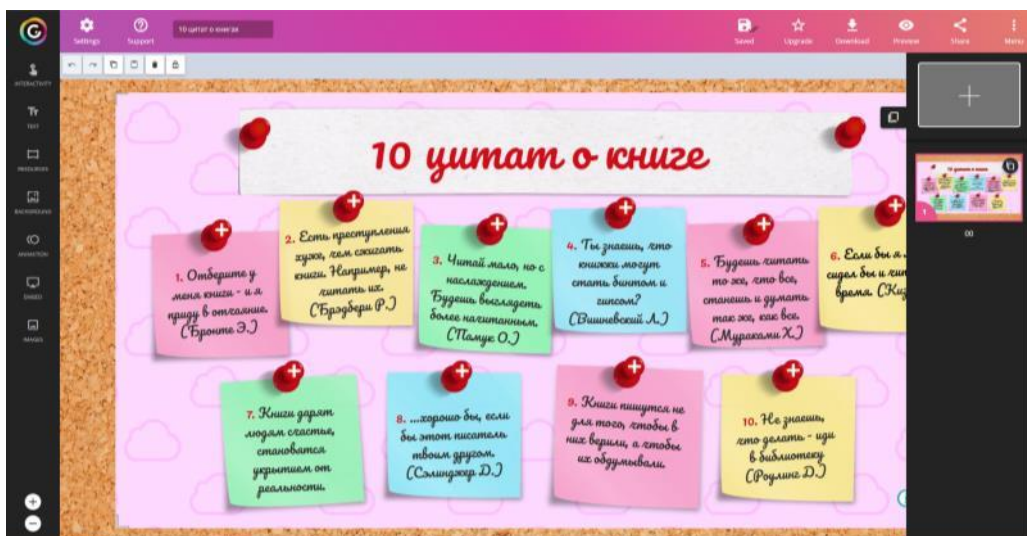 Settings
Support
10 цитат о книгах
Saved
Upgrade
Download
Preview
Share
Menu
INTERACTIVITY
TEXT
RESOURCES
BACKGROUND
ANIMATION
IMAGES
10 цитат о книге
1. Отберите у
меня книги - и я
приду в отчаяние.
(Бронте Э.)
2. Есть преступления
хуже, чем сжигать
книги. Например, не
читать их.
(Брэдбери Р.)
3. Читай мало, но с
наслаждением.
Будешь выглядеть
более начитанным.
(Памук О.)
4. Ты знаешь, что
книжки могут
стать бинтом и
гипсом?
(Вишневский Л.)
5. Будешь читать
то же, что все,
станешь и думать
так же, как все.
(Мураками Х.)
6. Если бы я
сидел бы и
время.
7. Книги дарят
людям счастье,
становятся
укрытием от
реальности.
8. ...хорошо бы, если
бы этот писатель
твоим другом.
(Сэлинджер Д.)
9. Книги пишутся не
для того, чтобы в
них верили, а чтобы
их обдумывали.
10. Не знаешь,
что делать - иди
в библиотеку
(Роулинг Д.)
10 цитат о книге
1